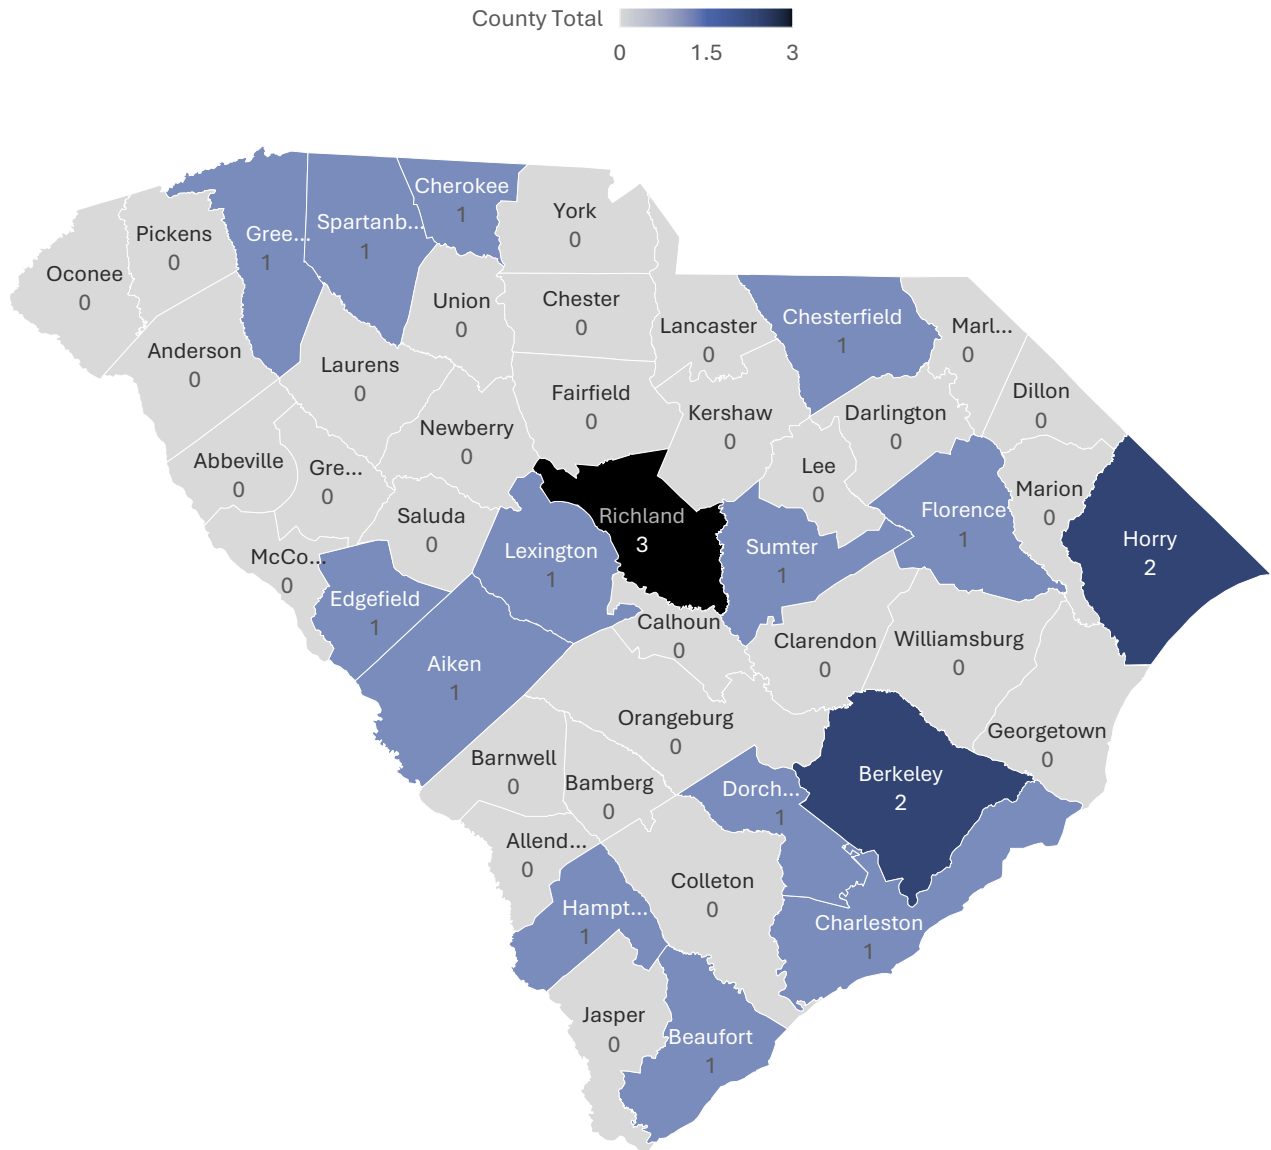 County Total
0 1.5 3
Cherokee
1
York
0
Spartanb...
1
Gree...
1
Pickens
0
Oconee
0
Union
0
Chester
0
Lancaster
0
Chesterfield
1
Marl...
0
Anderson
0
Laurens
0
Fairfield
0
Kershaw
0
Darlington
0
Dillon
0
Newberry
0
Abbeville
0
Gre...
0
Lee
0
Marion
0
Saluda
0
Richland
3
Florence
1
Horry
2
McCo...
0
Lexington
1
Sumter
1
Edgefield
1
Calhoun
0
Clarendon
0
Williamsburg
0
Aiken
1
Orangeburg
0
Georgetown
0
Barnwell
0
Bamberg
0
Dorch...
1
Berkeley
2
Allend...
0
Colleton
0
Hampt...
1
Charleston
1
Jasper
0
Beaufort
1